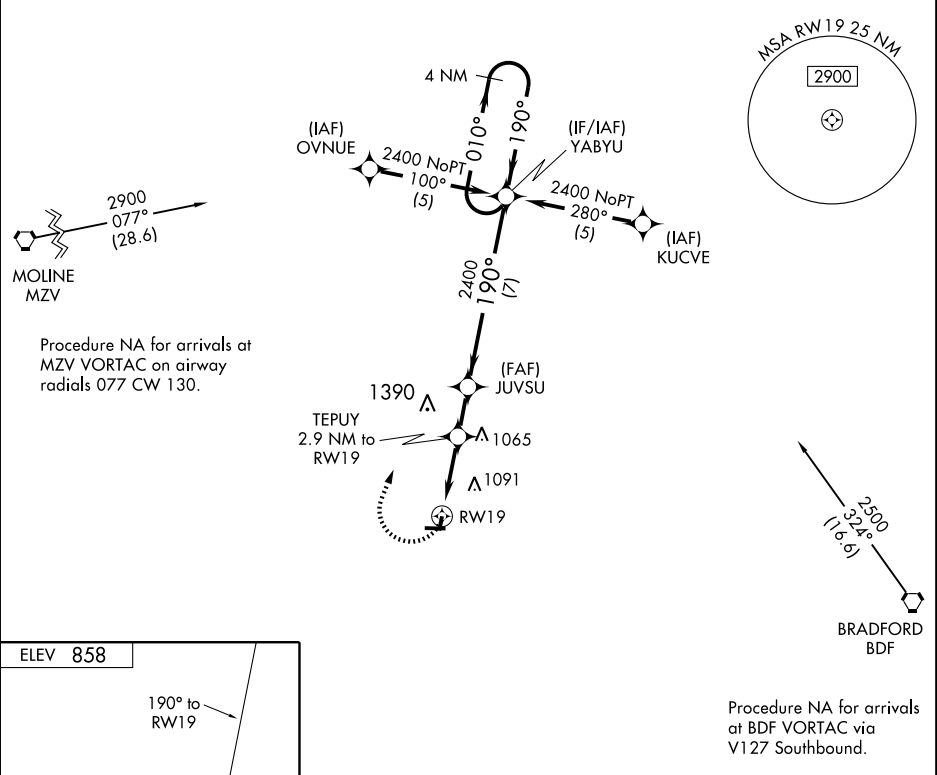 MSA RW19 25 NM
2900
4 NM
010°
190°
(IF/IAF)
YABYU
(IAF)
OVNUE
2400 NoPT
100°
(5)
2400 NoPT
280°
(5)
(IAF)
KUCVE
2900
077°
(28.6)
MOLINE
MZV
2400
190°
(7)
Procedure NA for arrivals at
MZV VORTAC on airway
radials 077 CW 130.
(FAF)
JUVSU
1390
TEPUY
2.9 NM to
RW19
1065
1091
RW19
2500
324°
(16.6)
BRADFORD
BDF
ELEV 858
190° to
RW19
Procedure NA for arrivals
at BDF VORTAC via
V127 Southbound.